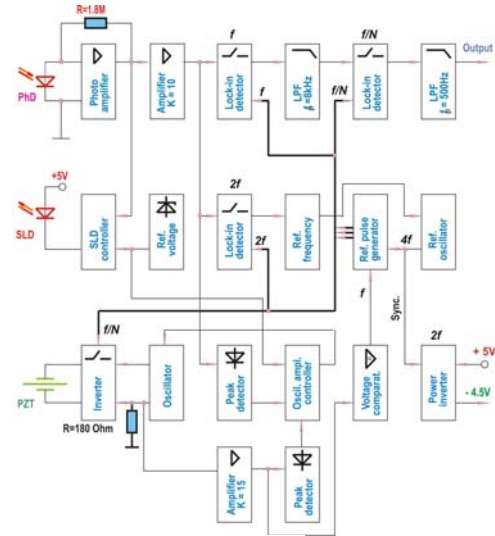 R=1.8M
PhD
Photo
amplifier
Amplifier
K = 10
f
Lock-in
detector
LPF
f =8kHz
f/N
Lock-in
detector
LPF
f = 500Hz
Output
f
f/N
+5V
SLD
SLD
controller
Ref.
voltage
2f
Lock-in
detector
2f
Ref.
frequency
Ref. pulse
generator
4f
Ref.
oscillator
f
Sync.
f/N
PZT
Inverter
Oscillator
Peak
detector
Oscil. ampl.
controller
Voltage
comparat.
2f
Power
inverter
+ 5V
- 4.5V
R=180 Ohm
Amplifier
K = 15
Peak
detector